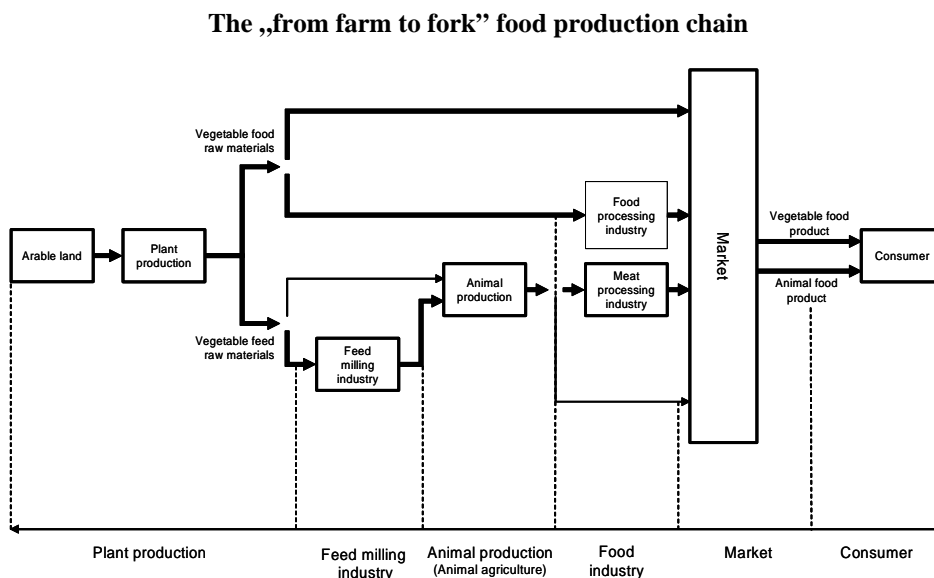 The „from farm to fork” food production chain
Vegetable food
raw materials
Food
processing
industry
Vegetable food
product
Arable land
Plant
production
Market
Consumer
Animal
production
Meat
processing
industry
Animal food
product
Vegetable feed
raw materials
Feed
milling
industry
Plant production
Feed milling
industry
Animal production
(Animal agriculture)
Food
industry
Market
Consumer